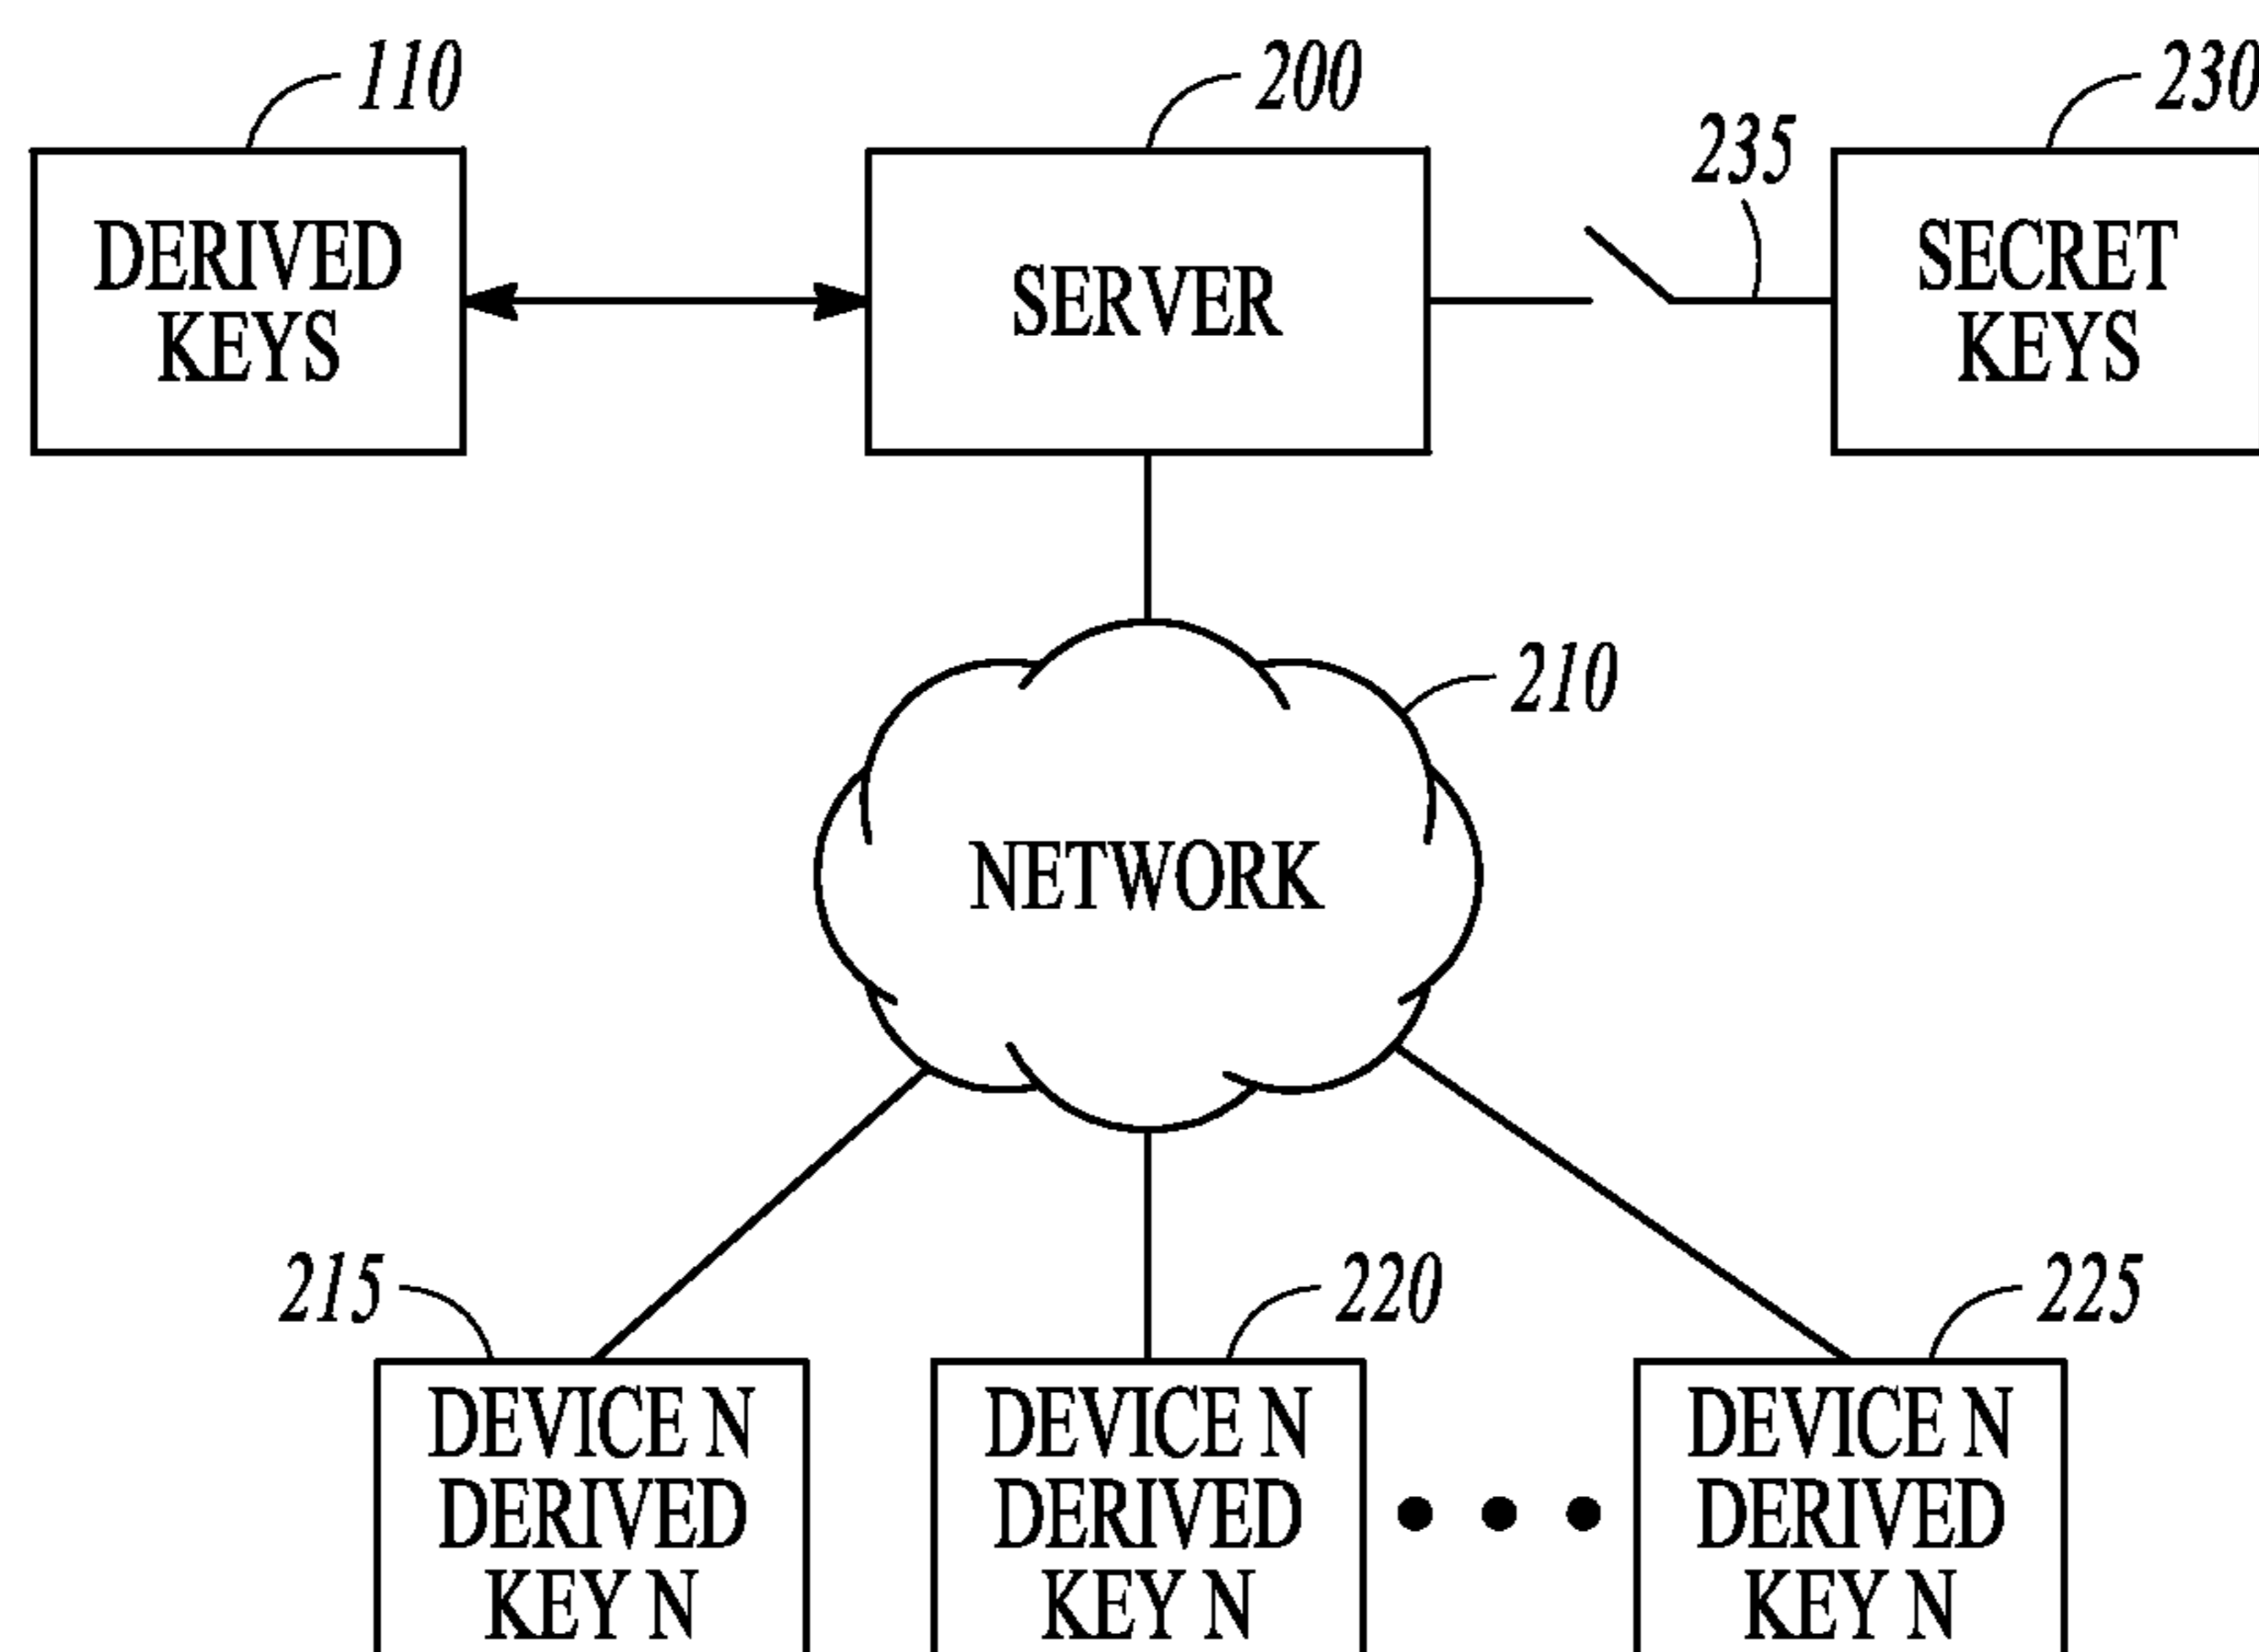 110
200
230
235
DERIVED
KEYS
SERVER
SECRET
KEYS
210
NETWORK
215
220
225
DEVICE N
DERIVED
KEY N
DEVICE N
DERIVED
KEY N
DEVICE N
DERIVED
KEY N